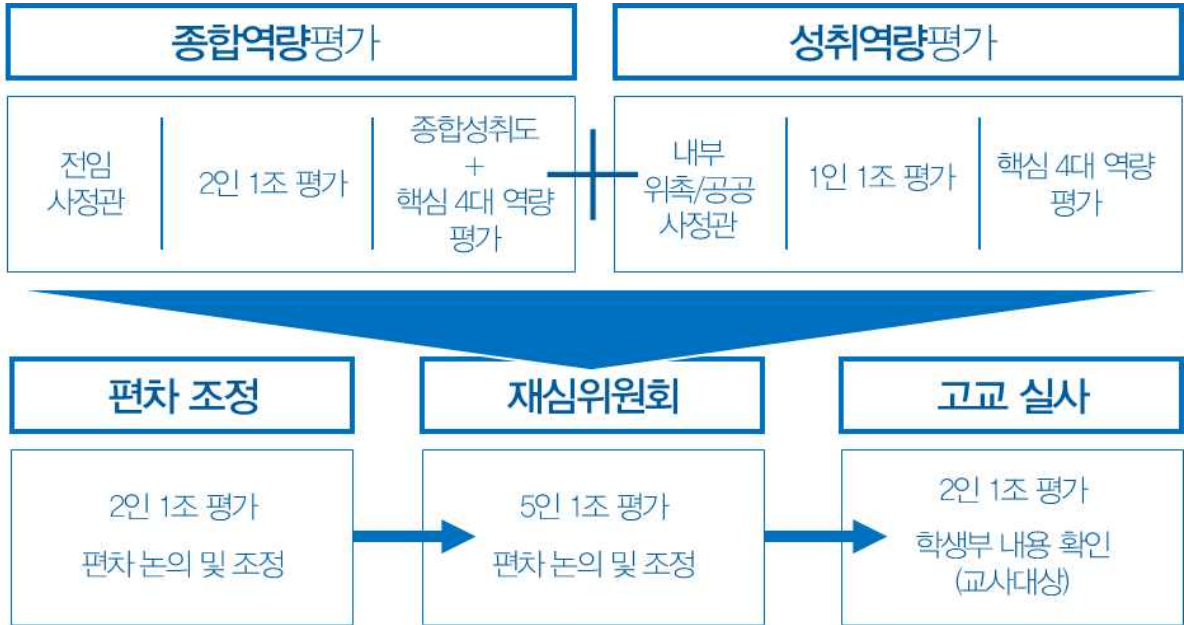 종합역량평가
성취역량평가
전임
사정관
2인 1조 평가
종합성취도
+
핵심 4대 역량
평가
내부
위촉/공공
사정관
1인 1조 평가
핵심 4대 역량
평가
편차 조정
재심위원회
고교 실사
2인 1조 평가
편차 논의 및 조정
5인 1조 평가
편차 논의 및 조정
2인 1조 평가
학생부 내용 확인
(교사대상)